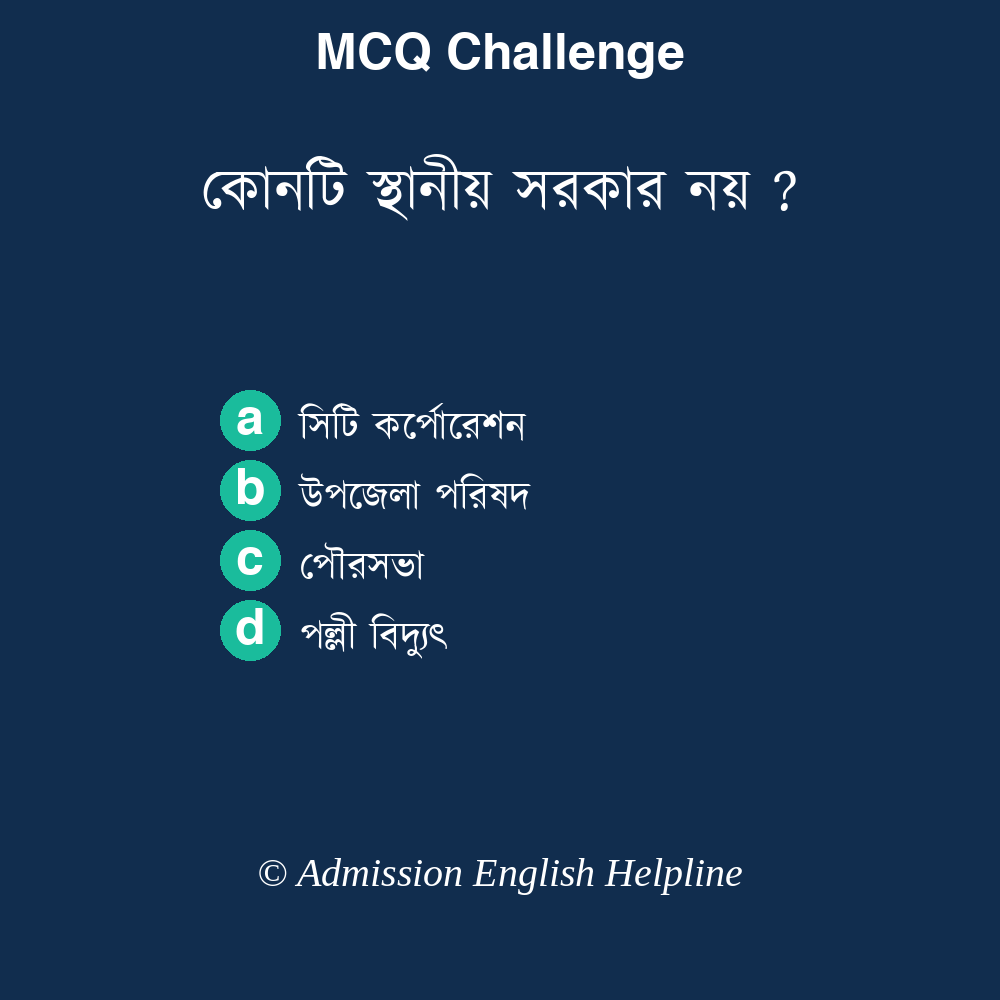 MCQ Challenge
কোনটি স্থানীয় সরকার নয় ?
a সিটি কর্পোরেশন
b উপজেলা পরিষদ
c পৌরসভা
d পল্লী বিদ্যুৎ
© Admission English Helpline